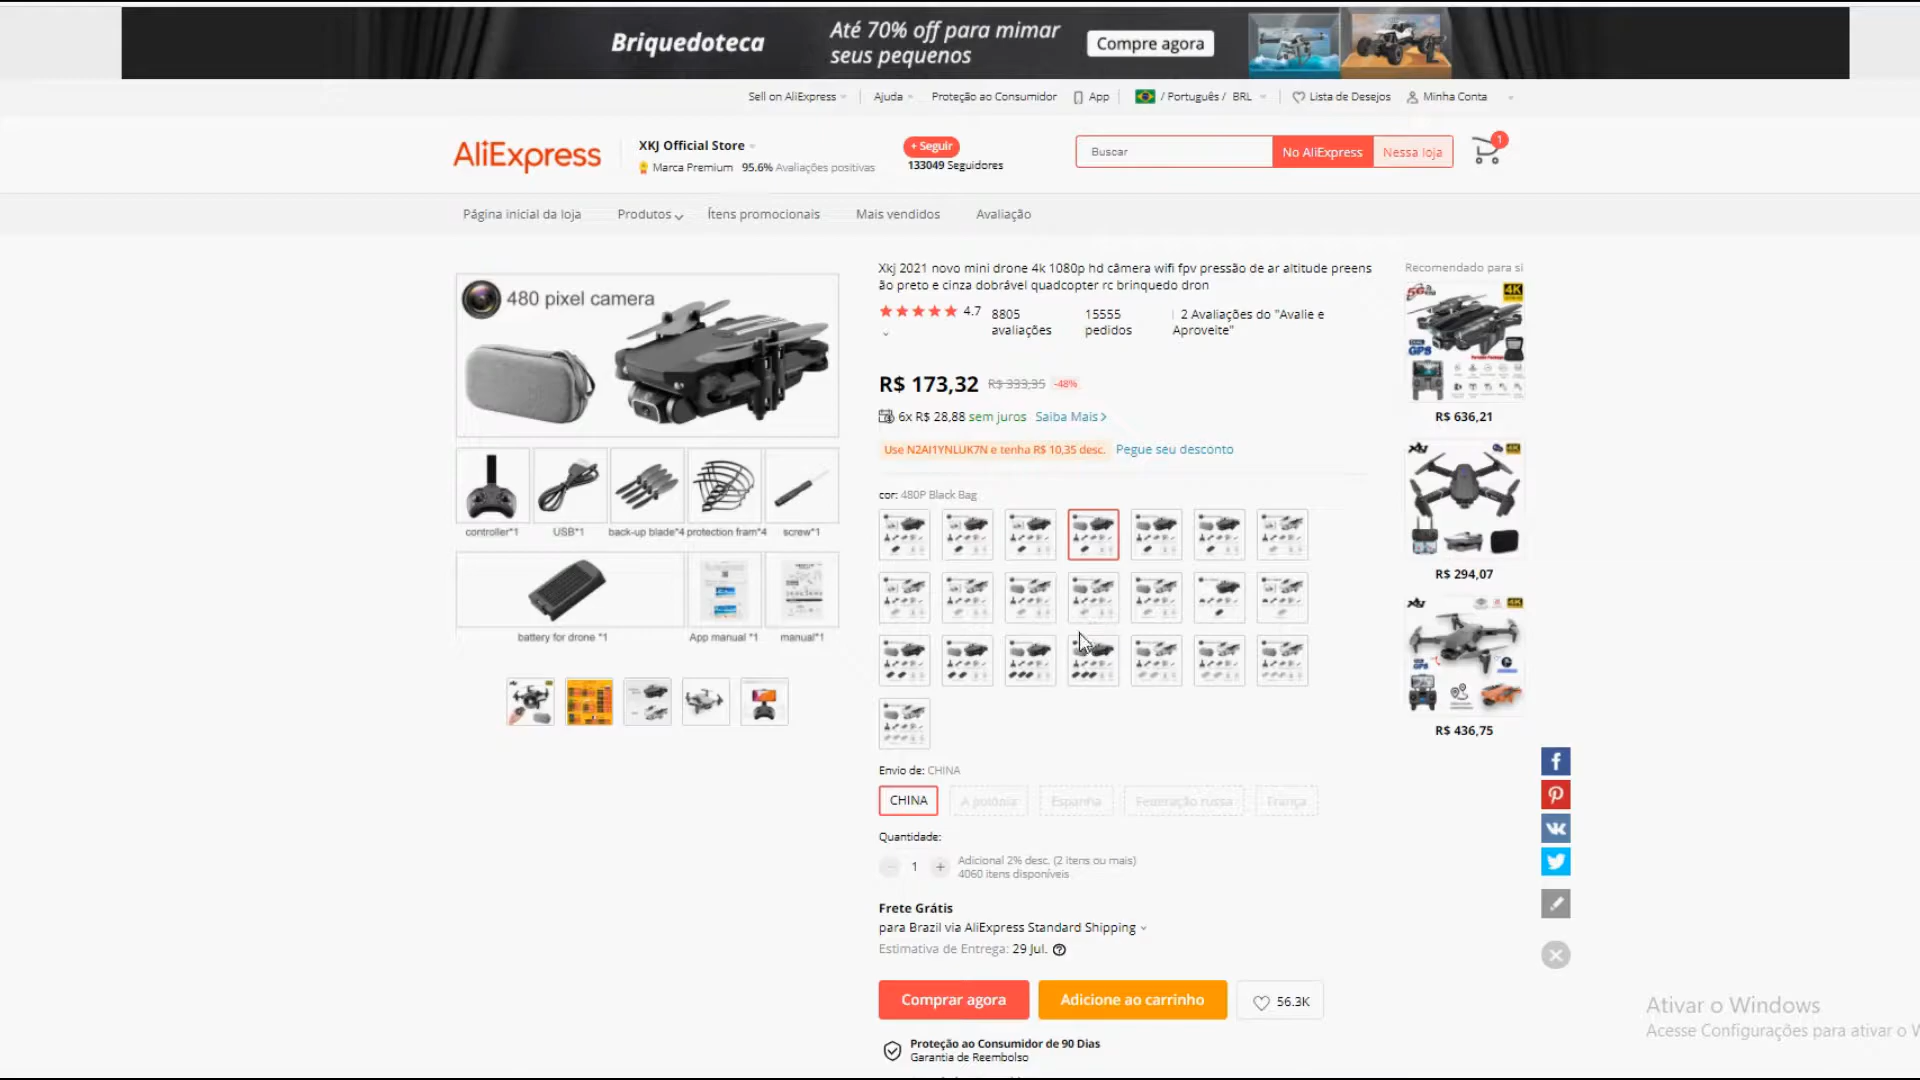 Briquedoteca
Até 70% off para mimar
seus pequenos
Compre agora
Sell on AliExpress
Ajuda
Proteção ao Consumidor
App
/ Português / BRL
Lista de Desejos
Minha Conta
AliExpress
XKJ Official Store
Marca Premium 95.6% Avaliações positivas
+ Seguir
133049 Seguidores
Buscar
No AliExpress
Nessa loja
1
Página inicial da loja
Produtos
Ítens promocionais
Mais vendidos
Avaliação
480 pixel camera
controller*1
USB*1
back-up blade*4
protection fram*4
screw*1
battery for drone *1
App manual *1
manual*1
Xkj 2021 novo mini drone 4k 1080p hd câmera wifi fpv pressão de ar altitude preens
ão preto e cinza dobrável quadcopter rc brinquedo dron
4.7
8805
avaliações
15555
pedidos
2 Avaliações do "Avalie e
Aproveite"
R$ 173,32 R$ 333,35 -48%
6x R$ 28,88 sem juros Saiba Mais
Use N2AI1YNLUK7N e tenha R$ 10,35 desc. Pegue seu desconto
cor: 480P Black Bag
Envio de: CHINA
CHINA
A polónia
Espanha
Federação russa
França
Quantidade:
1
Adicional 2% desc. (2 itens ou mais)
4060 itens disponíveis
Frete Grátis
para Brazil via AliExpress Standard Shipping
Estimativa de Entrega: 29 Jul.
Comprar agora
Adicione ao carrinho
56.3K
Proteção ao Consumidor de 90 Dias
Garantia de Reembolso
Recomendado para si
5G
4K
GPS
R$ 636,21
4K
R$ 294,07
4K
GPS
R$ 436,75
Ativar o Windows
Acesse Configurações para ativar o W